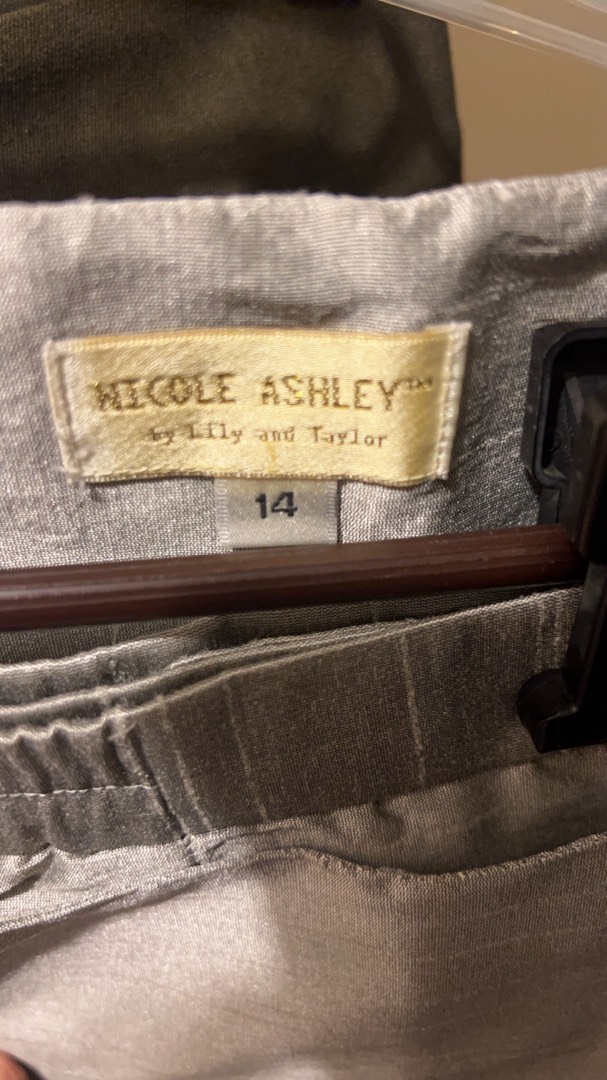 NICOLE ASHLEY™
by Lily and Taylor
14